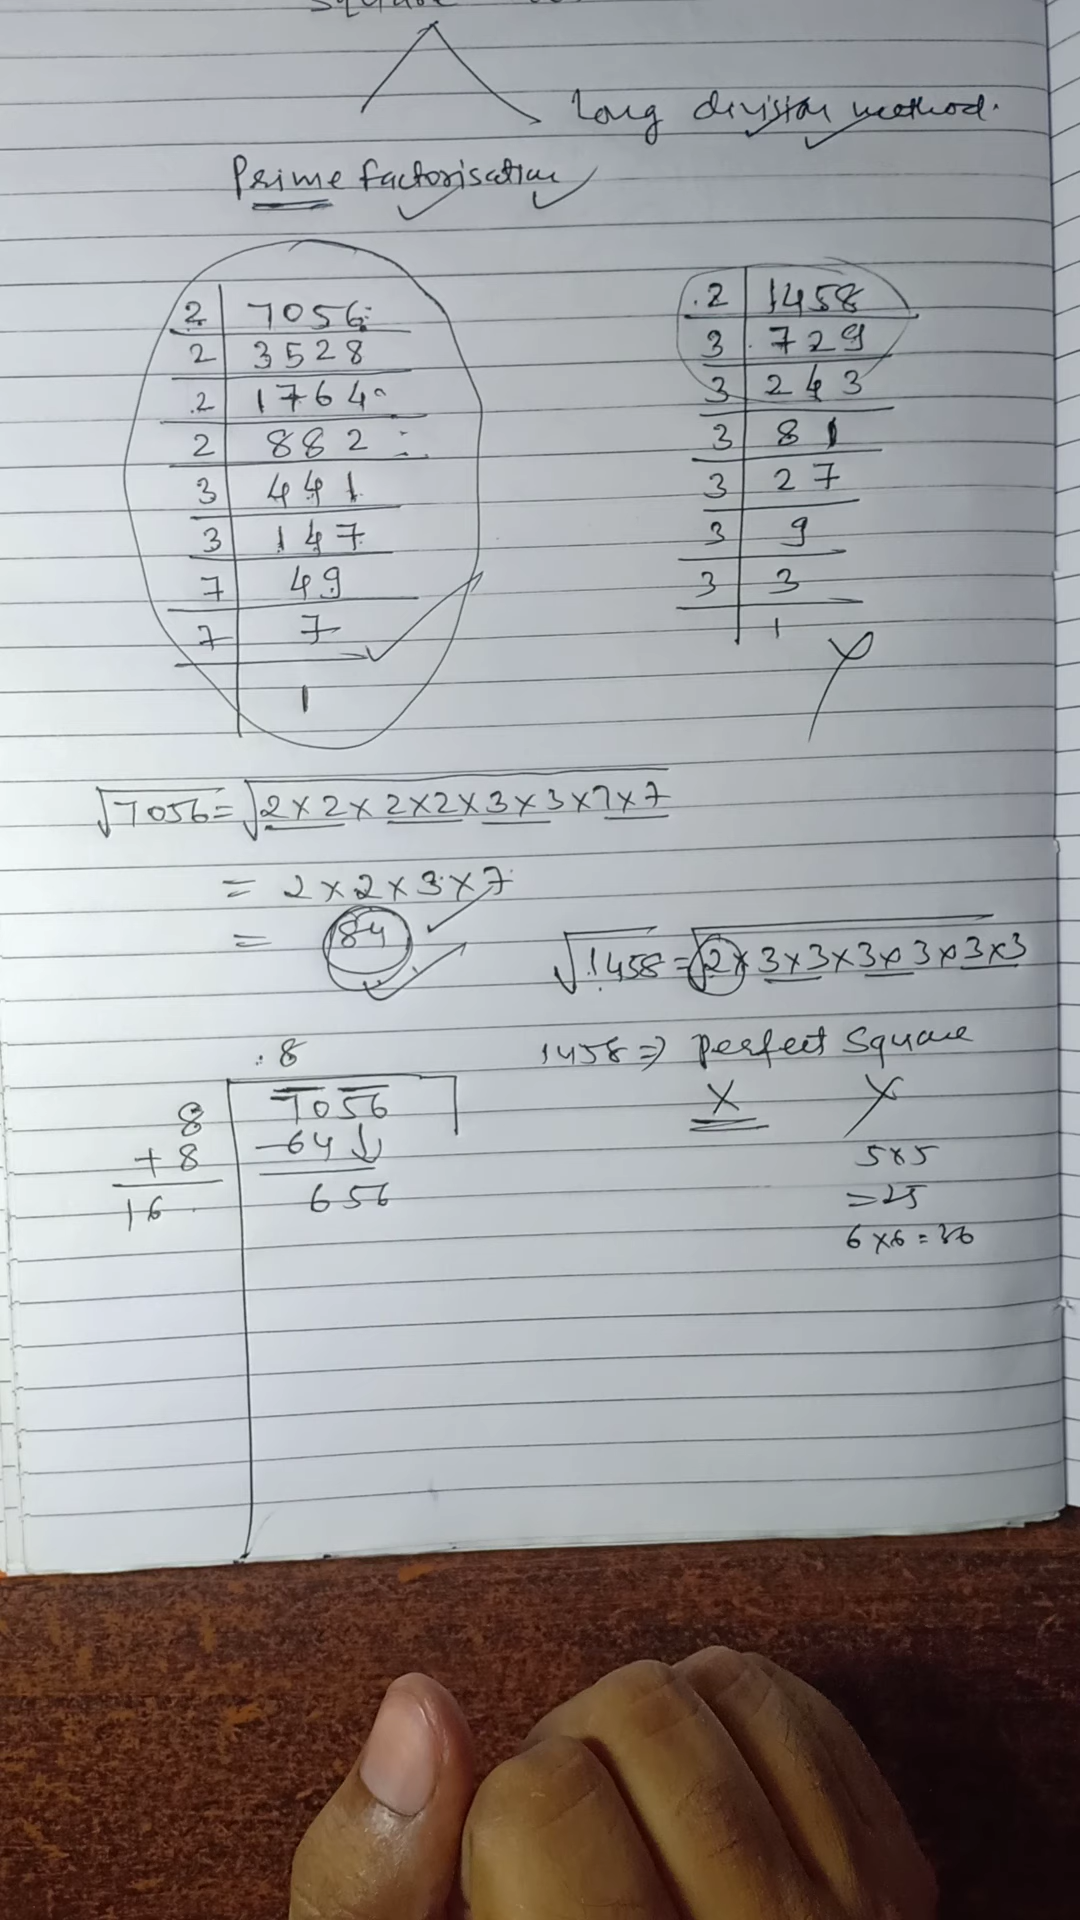 Square
Long division method.
Prime factorisation
2 | 7056
2 | 3528
2 | 1764
2 | 882
3 | 441
3 | 147
7 | 49
7 | 7
1
2 | 1458
3 | 729
3 | 243
3 | 81
3 | 27
3 | 9
3 | 3
1
√7056 = √2×2×2×2×3×3×7×7
= 2×2×3×7
= 84
√1458 = √2×3×3×3×3×3×3
1458 ⇒ perfect square
X
8
8 | 7056
+8 | -64↓
16 | 656
5×5
=25
6×6=36